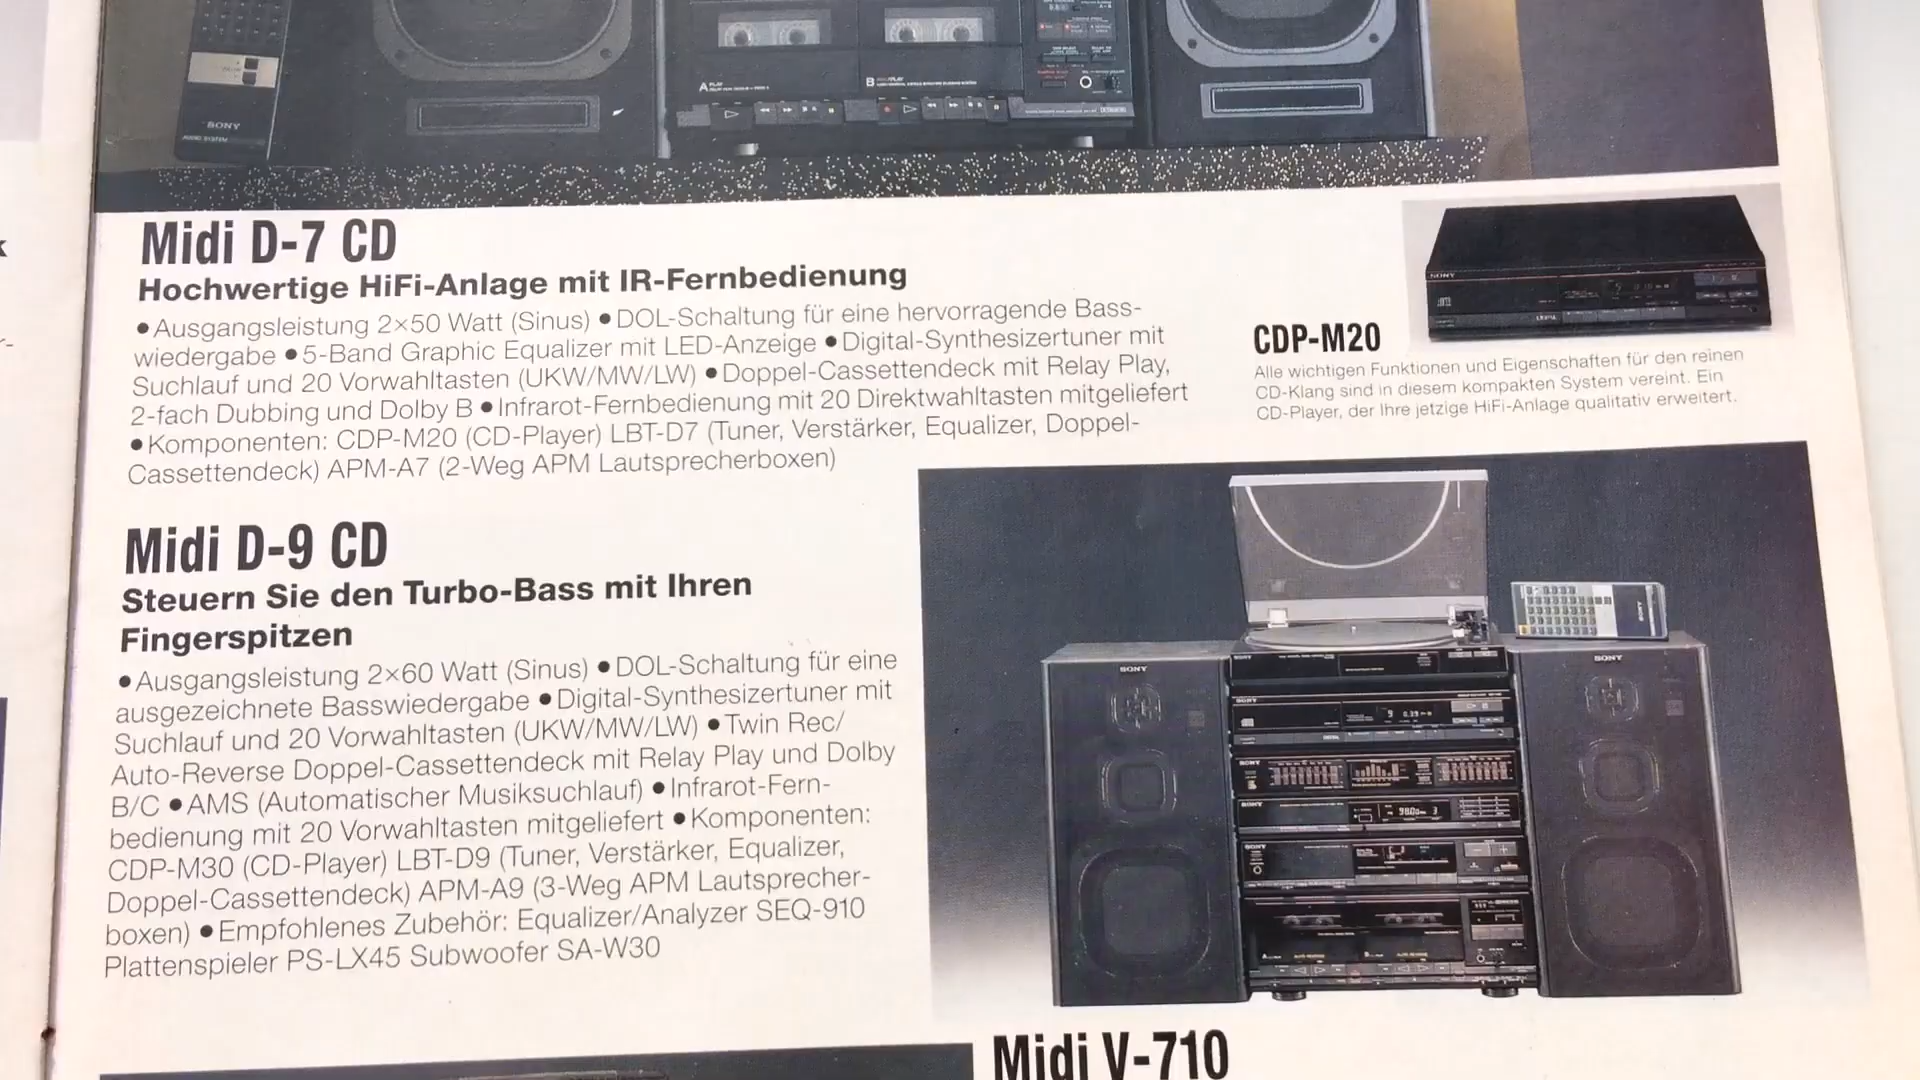 SONY
Midi D-7 CD
Hochwertige HiFi-Anlage mit IR-Fernbedienung
●Ausgangsleistung 2×50 Watt (Sinus) ●DOL-Schaltung für eine hervorragende Bass-
wiedergabe ●5-Band Graphic Equalizer mit LED-Anzeige ●Digital-Synthesizertuner mit
Suchlauf und 20 Vorwahltasten (UKW/MW/LW) ●Doppel-Cassettendeck mit Relay Play,
2-fach Dubbing und Dolby B ●Infrarot-Fernbedienung mit 20 Direktwahltasten mitgeliefert
●Komponenten: CDP-M20 (CD-Player) LBT-D7 (Tuner, Verstärker, Equalizer, Doppel-
Cassettendeck) APM-A7 (2-Weg APM Lautsprecherboxen)
SONY
CDP-M20
Alle wichtigen Funktionen und Eigenschaften für den reinen
CD-Klang sind in diesem kompakten System vereint. Ein
CD-Player, der Ihre jetzige HiFi-Anlage qualitativ erweitert.
Midi D-9 CD
Steuern Sie den Turbo-Bass mit Ihren
Fingerspitzen
●Ausgangsleistung 2×60 Watt (Sinus) ●DOL-Schaltung für eine
ausgezeichnete Basswiedergabe ●Digital-Synthesizertuner mit
Suchlauf und 20 Vorwahltasten (UKW/MW/LW) ●Twin Rec/
Auto-Reverse Doppel-Cassettendeck mit Relay Play und Dolby
B/C ●AMS (Automatischer Musiksuchlauf) ●Infrarot-Fern-
bedienung mit 20 Vorwahltasten mitgeliefert ●Komponenten:
CDP-M30 (CD-Player) LBT-D9 (Tuner, Verstärker, Equalizer,
Doppel-Cassettendeck) APM-A9 (3-Weg APM Lautsprecher-
boxen) ●Empfohlenes Zubehör: Equalizer/Analyzer SEQ-910
Plattenspieler PS-LX45 Subwoofer SA-W30
SONY
SONY
SONY
Midi V-710